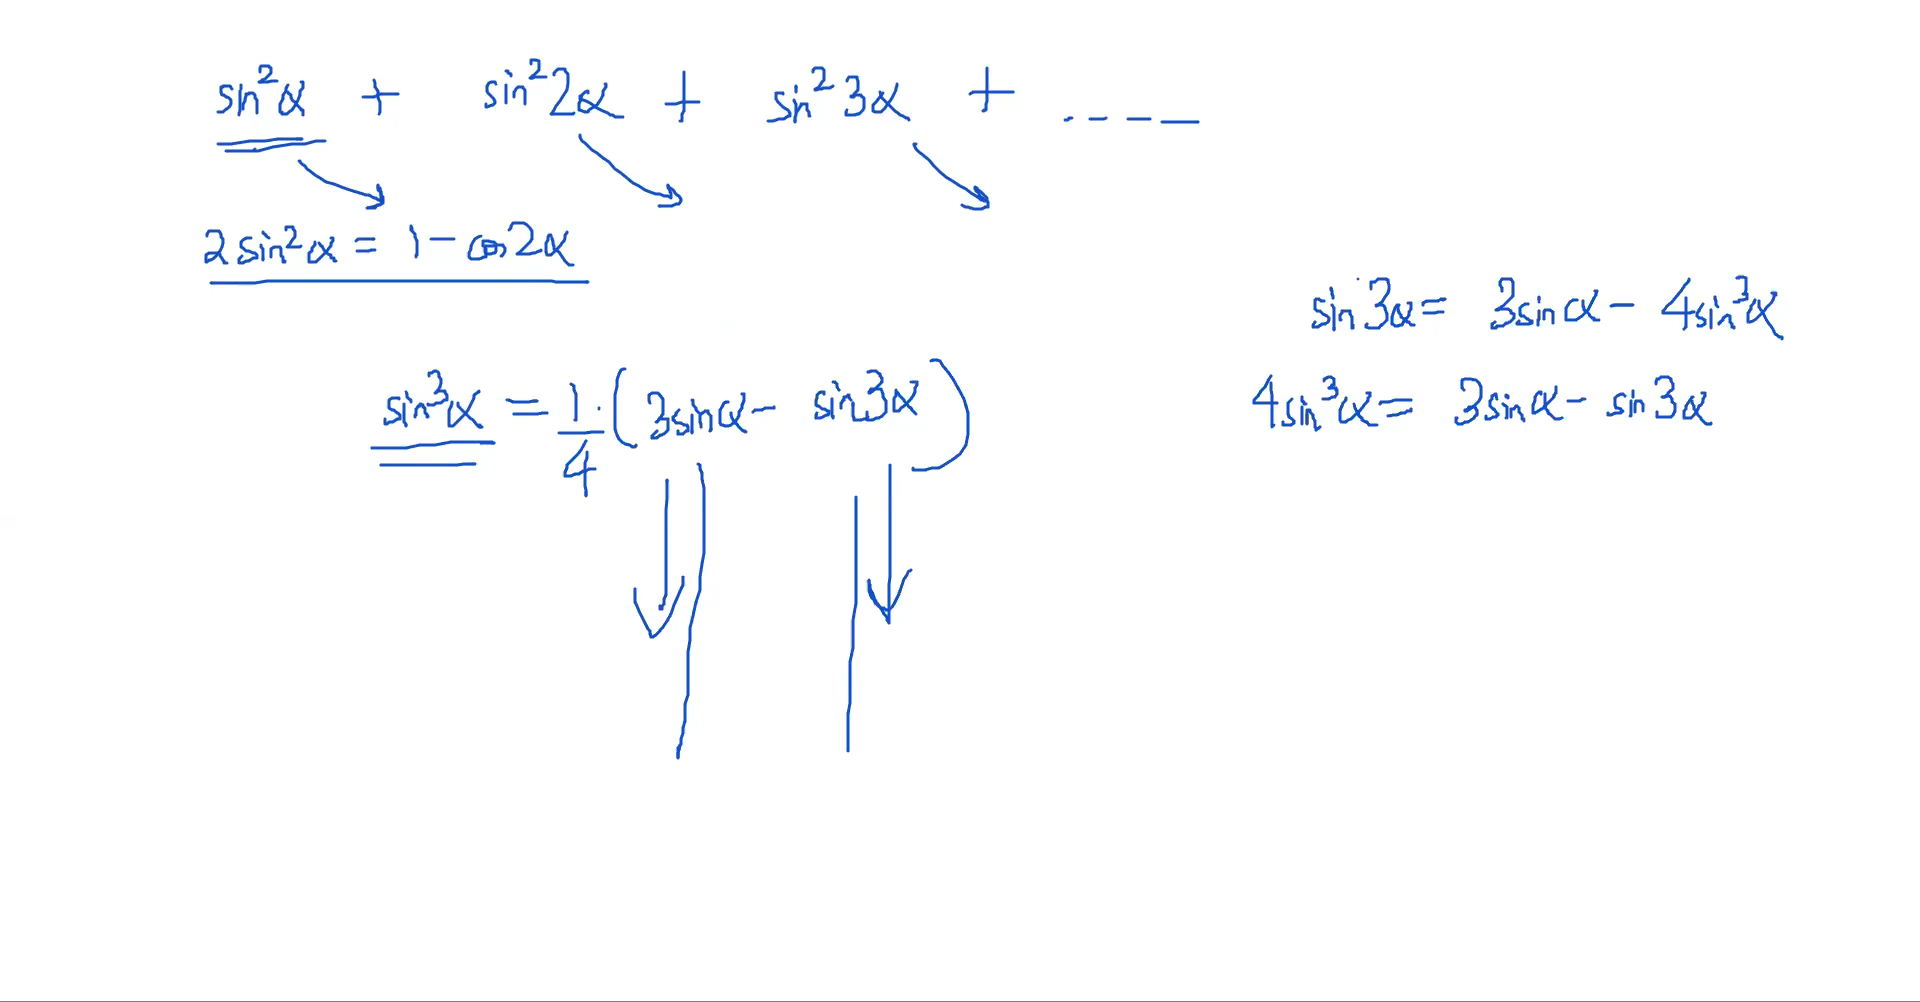 sin²α + sin²2α + sin²3α + ----
2sin²α = 1 - cos2α
sin3α = 3sinα - 4sin³α
sin³α = 1/4 · (3sinα - sin3α)
4sin³α = 3sinα - sin3α